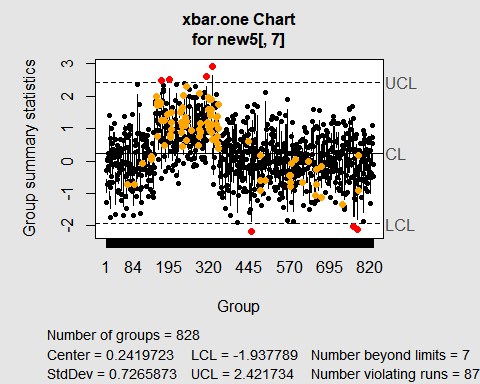 xbar.one Chart
for new5[, 7]
Group summary statistics
3
2
1
0
-1
-2
UCL
CL
LCL
1 84 195 320 445 570 695 820
Group
Number of groups = 828
Center = 0.2419723 LCL = -1.937789 Number beyond limits = 7
StdDev = 0.7265873 UCL = 2.421734 Number violating runs = 87